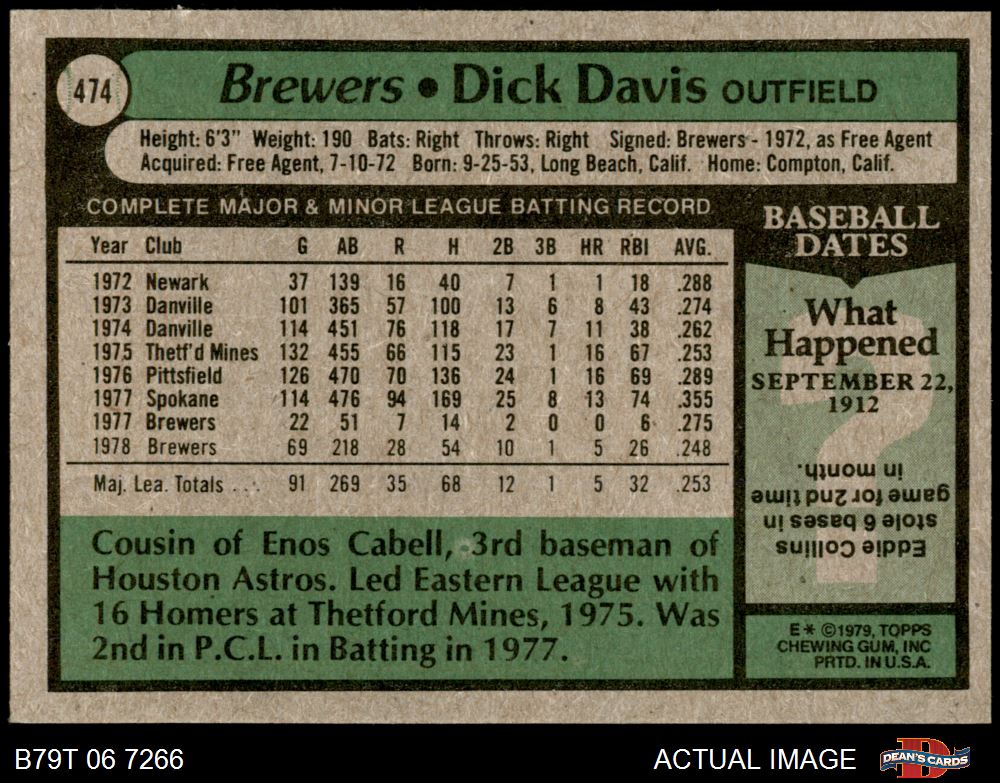 474
Brewers • Dick Davis OUTFIELD
Height: 6'3" Weight: 190 Bats: Right Throws: Right Signed: Brewers - 1972, as Free Agent
Acquired: Free Agent, 7-10-72 Born: 9-25-53, Long Beach, Calif. Home: Compton, Calif.
COMPLETE MAJOR & MINOR LEAGUE BATTING RECORD
Year Club G AB R H 2B 3B HR RBI AVG.
1972 Newark 37 139 16 40 7 1 1 18 .288
1973 Danville 101 365 57 100 13 6 8 43 .274
1974 Danville 114 451 76 118 17 7 11 38 .262
1975 Thetf'd Mines 132 455 66 115 23 1 16 67 .253
1976 Pittsfield 126 470 70 136 24 1 16 69 .289
1977 Spokane 114 476 94 169 25 8 13 74 .355
1977 Brewers 22 51 7 14 2 0 0 6 .275
1978 Brewers 69 218 28 54 10 1 5 26 .248
Maj. Lea. Totals ... 91 269 35 68 12 1 5 32 .253
Cousin of Enos Cabell, 3rd baseman of
Houston Astros. Led Eastern League with
16 Homers at Thetford Mines, 1975. Was
2nd in P.C.L. in Batting in 1977.
BASEBALL
DATES
What
Happened
SEPTEMBER 22,
1912
?
Eddie Collins
stole 6 bases in
game for 2nd time
in month.
E* ©1979, TOPPS
CHEWING GUM, INC
PRTD. IN U.S.A.
B79T 06 7266
ACTUAL IMAGE
D
DEAN'S CARDS